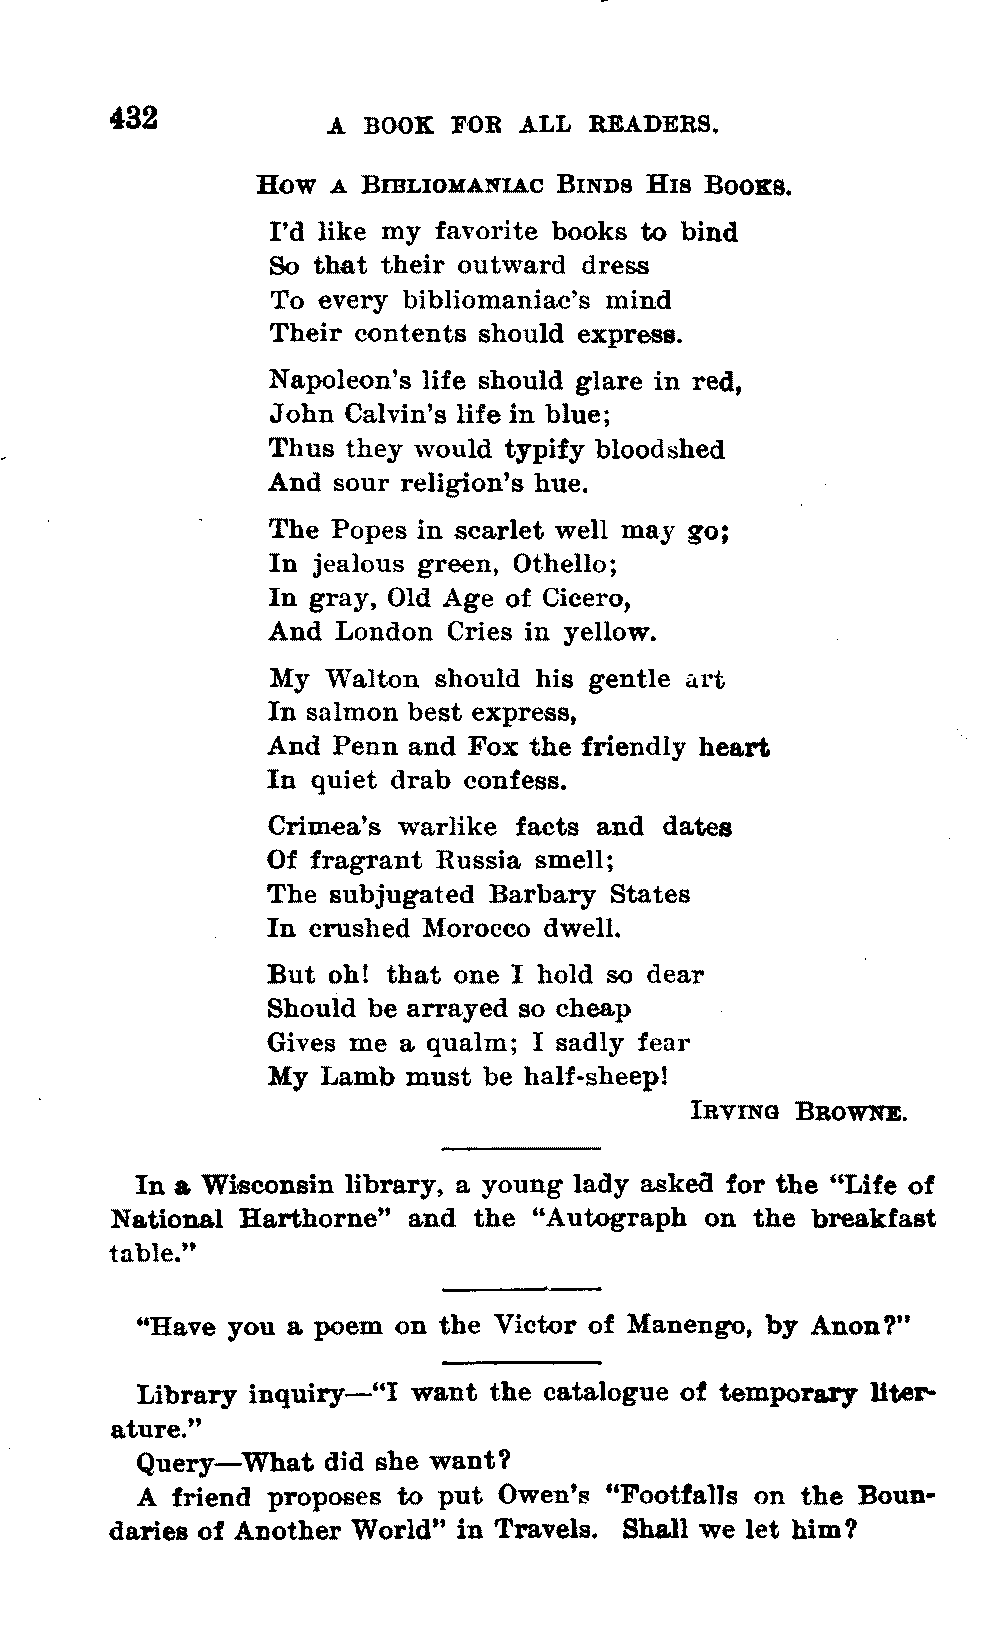 432
A BOOK FOR ALL READERS.
How a Bibliomaniac Binds His Books.
I'd like my favorite books to bind
So that their outward dress
To every bibliomaniac's mind
Their contents should express.
Napoleon's life should glare in red,
John Calvin's life in blue;
Thus they would typify bloodshed
And sour religion's hue.
The Popes in scarlet well may go;
In jealous green, Othello;
In gray, Old Age of Cicero,
And London Cries in yellow.
My Walton should his gentle art
In salmon best express,
And Penn and Fox the friendly heart
In quiet drab confess.
Crimea's warlike facts and dates
Of fragrant Russia smell;
The subjugated Barbary States
In crushed Morocco dwell.
But oh! that one I hold so dear
Should be arrayed so cheap
Gives me a qualm; I sadly fear
My Lamb must be half-sheep!
Irving Browne.
In a Wisconsin library, a young lady asked for the "Life of
National Harthorne" and the "Autograph on the breakfast
table."
"Have you a poem on the Victor of Manengo, by Anon?"
Library inquiry—"I want the catalogue of temporary liter-
ature."
Query—What did she want?
A friend proposes to put Owen's "Footfalls on the Boun-
daries of Another World" in Travels. Shall we let him?